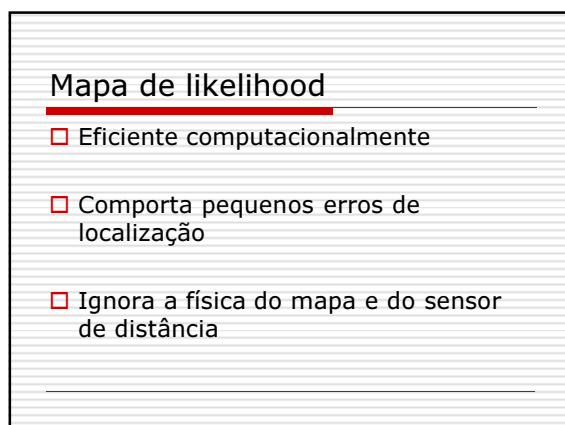 Mapa de likelihood
Eficiente computacionalmente
Comporta pequenos erros de
localização
Ignora a física do mapa e do sensor
de distância